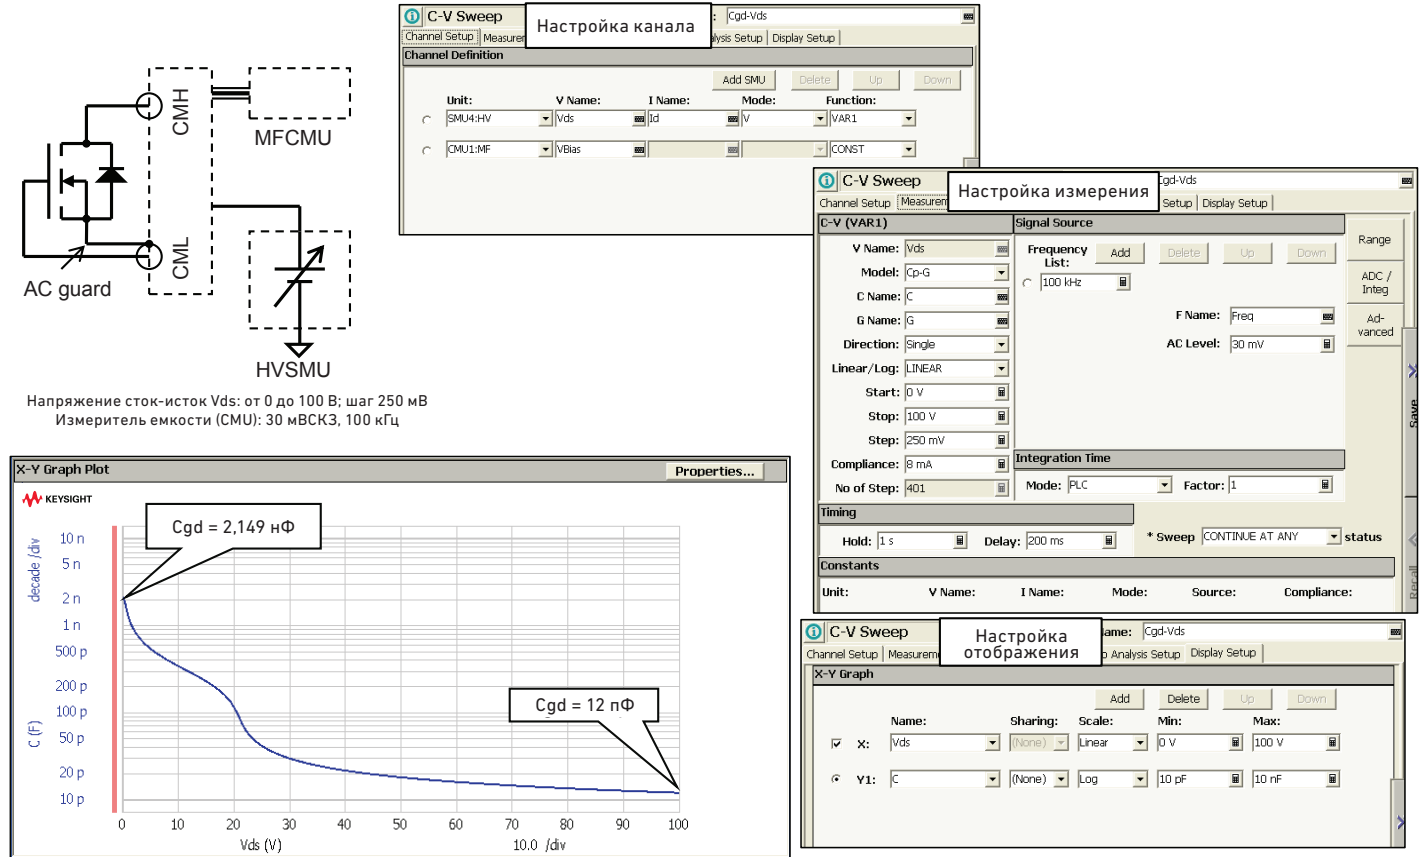 C-V Sweep
Настройка канала
: Cgd-Vds
Channel Setup
Display Setup
Channel Definition
Add SMU Delete Up Down
Unit: V Name: I Name: Mode: Function:
SMU4:HV Vds Id V VAR1
CMU1:MF VBias CONST
CMH
MFCMU
CML
AC guard
HVSMU
Напряжение сток-исток Vds: от 0 до 100 В; шаг 250 мВ
Измеритель емкости (CMU): 30 мВСКЗ, 100 кГц
C-V Sweep
Настройка измерения
Cgd-Vds
Channel Setup
Setup Display Setup
C-V (VAR1)
Signal Source
V Name: Vds
Model: Cp-G
C Name: C
G Name: G
Direction: Single
Linear/Log: LINEAR
Start: 0 V
Stop: 100 V
Step: 250 mV
Compliance: 8 mA
No of Step: 401
Frequency
List:
Add Delete Up Down
100 kHz
F Name: Freq
AC Level: 30 mV
Range
ADC /
Integ
Ad-
vanced
Save
Recall
Integration Time
Mode: PLC Factor: 1
Timing
Hold: 1 s Delay: 200 ms
* Sweep CONTINUE AT ANY status
Constants
Unit: V Name: I Name: Mode: Source: Compliance:
X-Y Graph Plot
Properties...
KEYSIGHT
Cgd = 2,149 нФ
Cgd = 12 пФ
decade /div
C (F)
10 n
5 n
2 n
1 n
500 p
200 p
100 p
50 p
20 p
10 p
0 10 20 30 40 50 60 70 80 90 100
Vds (V) 10.0 /div
C-V Sweep
Настройка
отображения
Cgd-Vds
Channel Setup
Analysis Setup Display Setup
X-Y Graph
Add Delete Up Down
Name: Sharing: Scale: Min: Max:
X: Vds (None) Linear 0 V 100 V
Y1: C (None) Log 10 pF 10 nF